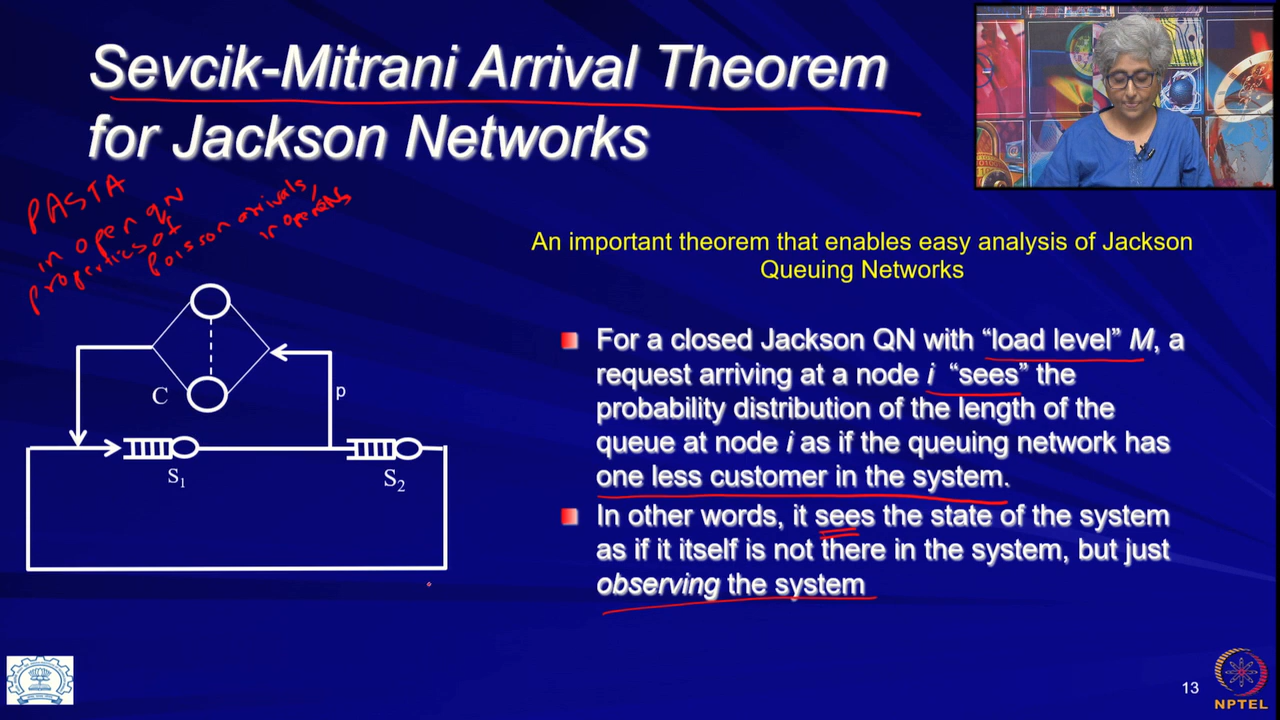 Sevcik-Mitrani Arrival Theorem
for Jackson Networks
PASTA
in open QN
properties of
Poisson arrivals,
in open QNs
An important theorem that enables easy analysis of Jackson
Queuing Networks
C
p
S1
S2
For a closed Jackson QN with “load level” M, a
request arriving at a node i “sees” the
probability distribution of the length of the
queue at node i as if the queuing network has
one less customer in the system.
In other words, it sees the state of the system
as if it itself is not there in the system, but just
observing the system
13
NPTEL